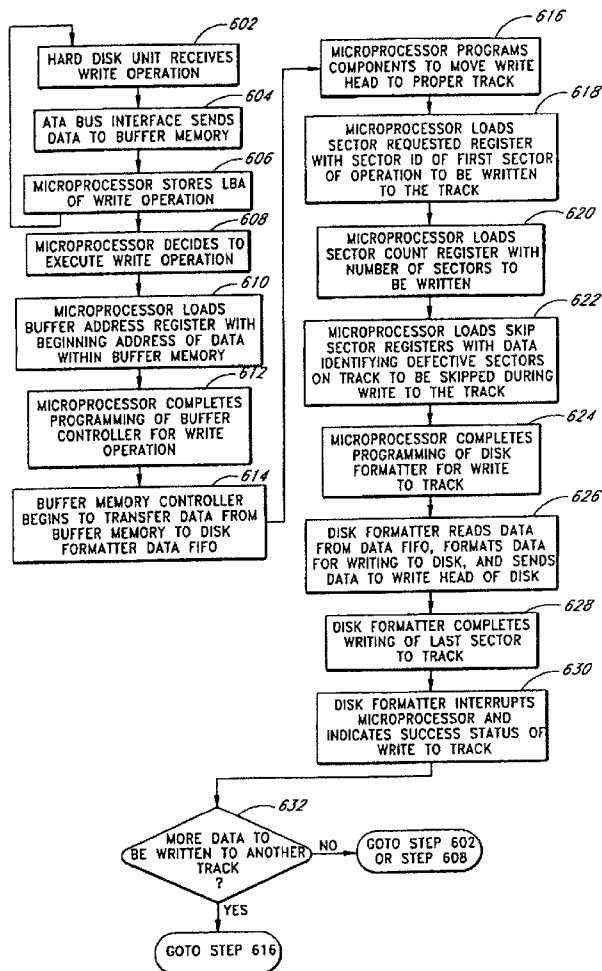 602
HARD DISK UNIT RECEIVES
WRITE OPERATION
604
ATA BUS INTERFACE SENDS
DATA TO BUFFER MEMORY
606
MICROPROCESSOR STORES LBA
OF WRITE OPERATION
608
MICROPROCESSOR DECIDES TO
EXECUTE WRITE OPERATION
610
MICROPROCESSOR LOADS
BUFFER ADDRESS REGISTER WITH
BEGINNING ADDRESS OF DATA
WITHIN BUFFER MEMORY
612
MICROPROCESSOR COMPLETES
PROGRAMMING OF BUFFER
CONTROLLER FOR WRITE
OPERATION
614
BUFFER MEMORY CONTROLLER
BEGINS TO TRANSFER DATA FROM
BUFFER MEMORY TO DISK
FORMATTER DATA FIFO
616
MICROPROCESSOR PROGRAMS
COMPONENTS TO MOVE WRITE
HEAD TO PROPER TRACK
618
MICROPROCESSOR LOADS
SECTOR REQUESTED REGISTER
WITH SECTOR ID OF FIRST SECTOR
OF OPERATION TO BE WRITTEN
TO THE TRACK
620
MICROPROCESSOR LOADS
SECTOR COUNT REGISTER WITH
NUMBER OF SECTORS TO
BE WRITTEN
622
MICROPROCESSOR LOADS SKIP
SECTOR REGISTERS WITH DATA
IDENTIFYING DEFECTIVE SECTORS
ON TRACK TO BE SKIPPED DURING
WRITE TO THE TRACK
624
MICROPROCESSOR COMPLETES
PROGRAMMING OF DISK
FORMATTER FOR WRITE
TO TRACK
626
DISK FORMATTER READS DATA
FROM DATA FIFO, FORMATS DATA
FOR WRITING TO DISK, AND SENDS
DATA TO WRITE HEAD OF DISK
628
DISK FORMATTER COMPLETES
WRITING OF LAST SECTOR
TO TRACK
630
DISK FORMATTER INTERRUPTS
MICROPROCESSOR AND
INDICATES SUCCESS STATUS OF
WRITE TO TRACK
632
MORE DATA TO
BE WRITTEN TO ANOTHER
TRACK
?
NO
GOTO STEP 602
OR STEP 608
YES
GOTO STEP 616